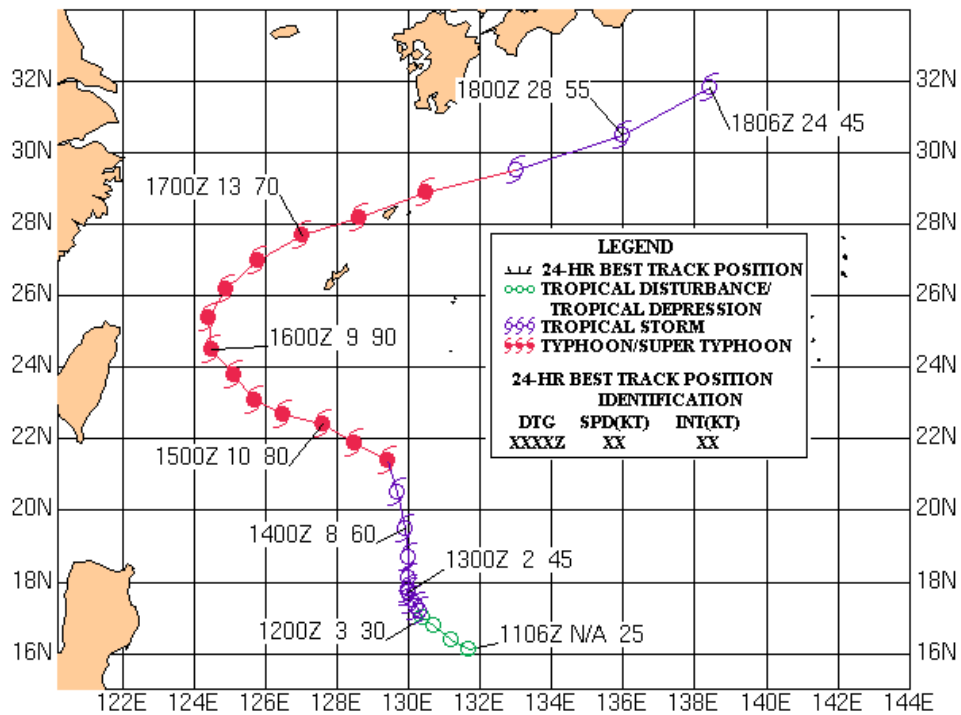 32N
1800Z 28 55
32N
1806Z 24 45
30N
30N
1700Z 13 70
28N
28N
LEGEND
24-HR BEST TRACK POSITION
TROPICAL DISTURBANCE/
TROPICAL DEPRESSION
TROPICAL STORM
TYPHOON/SUPER TYPHOON
24-HR BEST TRACK POSITION
IDENTIFICATION
DTG SPD(KT) INT(KT)
XXXXZ XX XX
26N
26N
1600Z 9 90
24N
24N
22N
22N
1500Z 10 80
20N
20N
1400Z 8 60
1300Z 2 45
18N
18N
1200Z 3 30
1106Z N/A 25
16N
16N
122E 124E 126E 128E 130E 132E 134E 136E 138E 140E 142E 144E